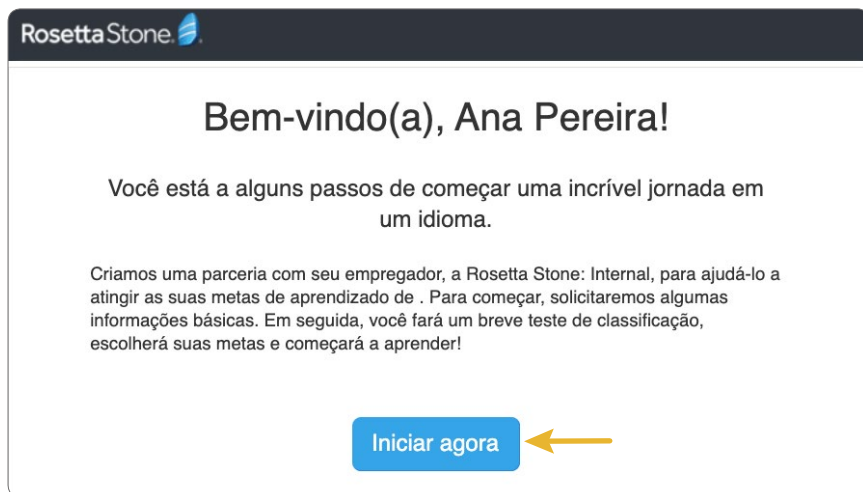 RosettaStone.
Bem-vindo(a), Ana Pereira!
Você está a alguns passos de começar uma incrível jornada em
um idioma.
Criamos uma parceria com seu empregador, a Rosetta Stone: Internal, para ajudá-lo a
atingir as suas metas de aprendizado de . Para começar, solicitaremos algumas
informações básicas. Em seguida, você fará um breve teste de classificação,
escolherá suas metas e começará a aprender!
Iniciar agora